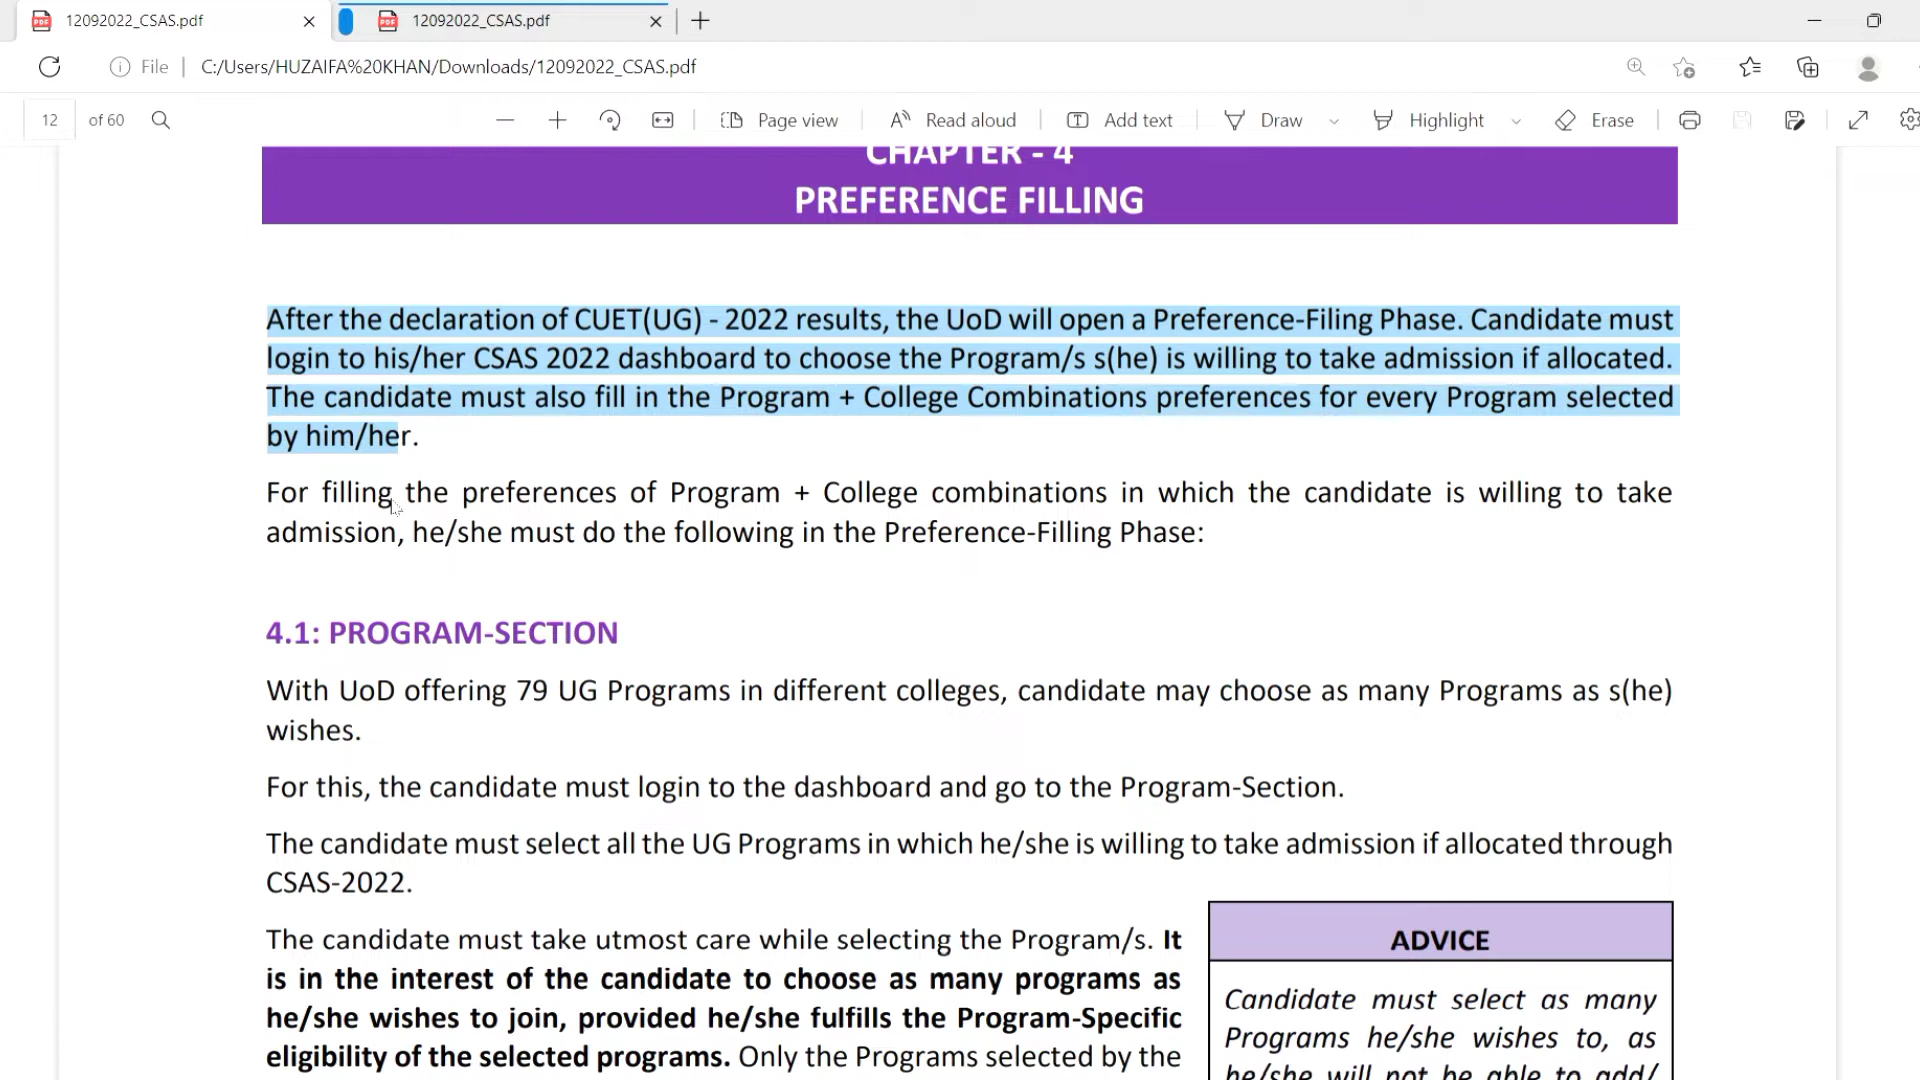 12092022_CSAS.pdf
12092022_CSAS.pdf
File
C:/Users/HUZAIFA%20KHAN/Downloads/12092022_CSAS.pdf
12 of 60
Page view
Read aloud
Add text
Draw
Highlight
Erase
CHAPTER - 4
PREFERENCE FILLING
After the declaration of CUET(UG) - 2022 results, the UoD will open a Preference-Filing Phase. Candidate must
login to his/her CSAS 2022 dashboard to choose the Program/s s(he) is willing to take admission if allocated.
The candidate must also fill in the Program + College Combinations preferences for every Program selected
by him/her.
For filling the preferences of Program + College combinations in which the candidate is willing to take
admission, he/she must do the following in the Preference-Filling Phase:
4.1: PROGRAM-SECTION
With UoD offering 79 UG Programs in different colleges, candidate may choose as many Programs as s(he)
wishes.
For this, the candidate must login to the dashboard and go to the Program-Section.
The candidate must select all the UG Programs in which he/she is willing to take admission if allocated through
CSAS-2022.
The candidate must take utmost care while selecting the Program/s. It
is in the interest of the candidate to choose as many programs as
he/she wishes to join, provided he/she fulfills the Program-Specific
eligibility of the selected programs. Only the Programs selected by the
ADVICE
Candidate must select as many
Programs he/she wishes to, as
he/she will not be able to add/